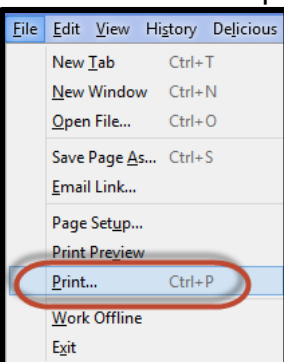 File Edit View History Delicious
New Tab Ctrl+T
New Window Ctrl+N
Open File... Ctrl+O
Save Page As... Ctrl+S
Email Link...
Page Setup...
Print Preview
Print... Ctrl+P
Work Offline
Exit